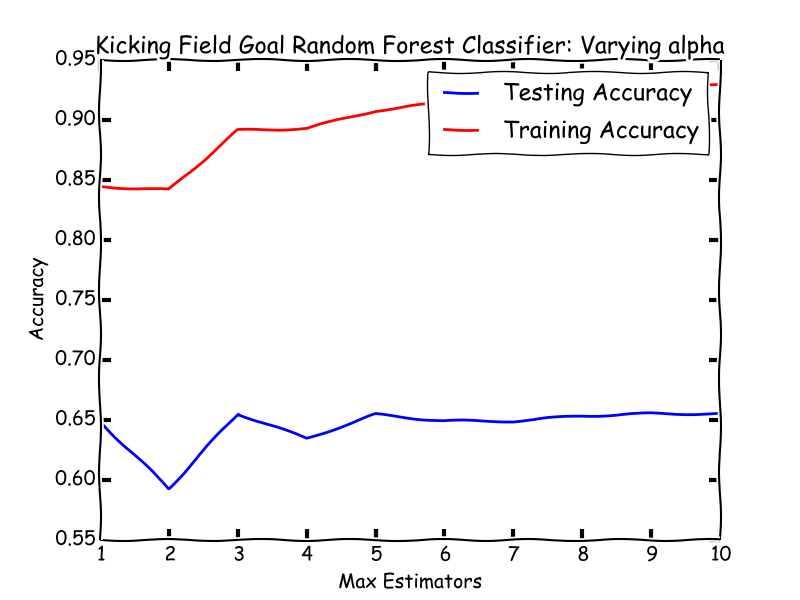 Kicking Field Goal Random Forest Classifier: Varying alpha
0.95
0.90
0.85
0.80
0.75
0.70
0.65
0.60
0.55
Accuracy
Testing Accuracy
Training Accuracy
1 2 3 4 5 6 7 8 9 10
Max Estimators